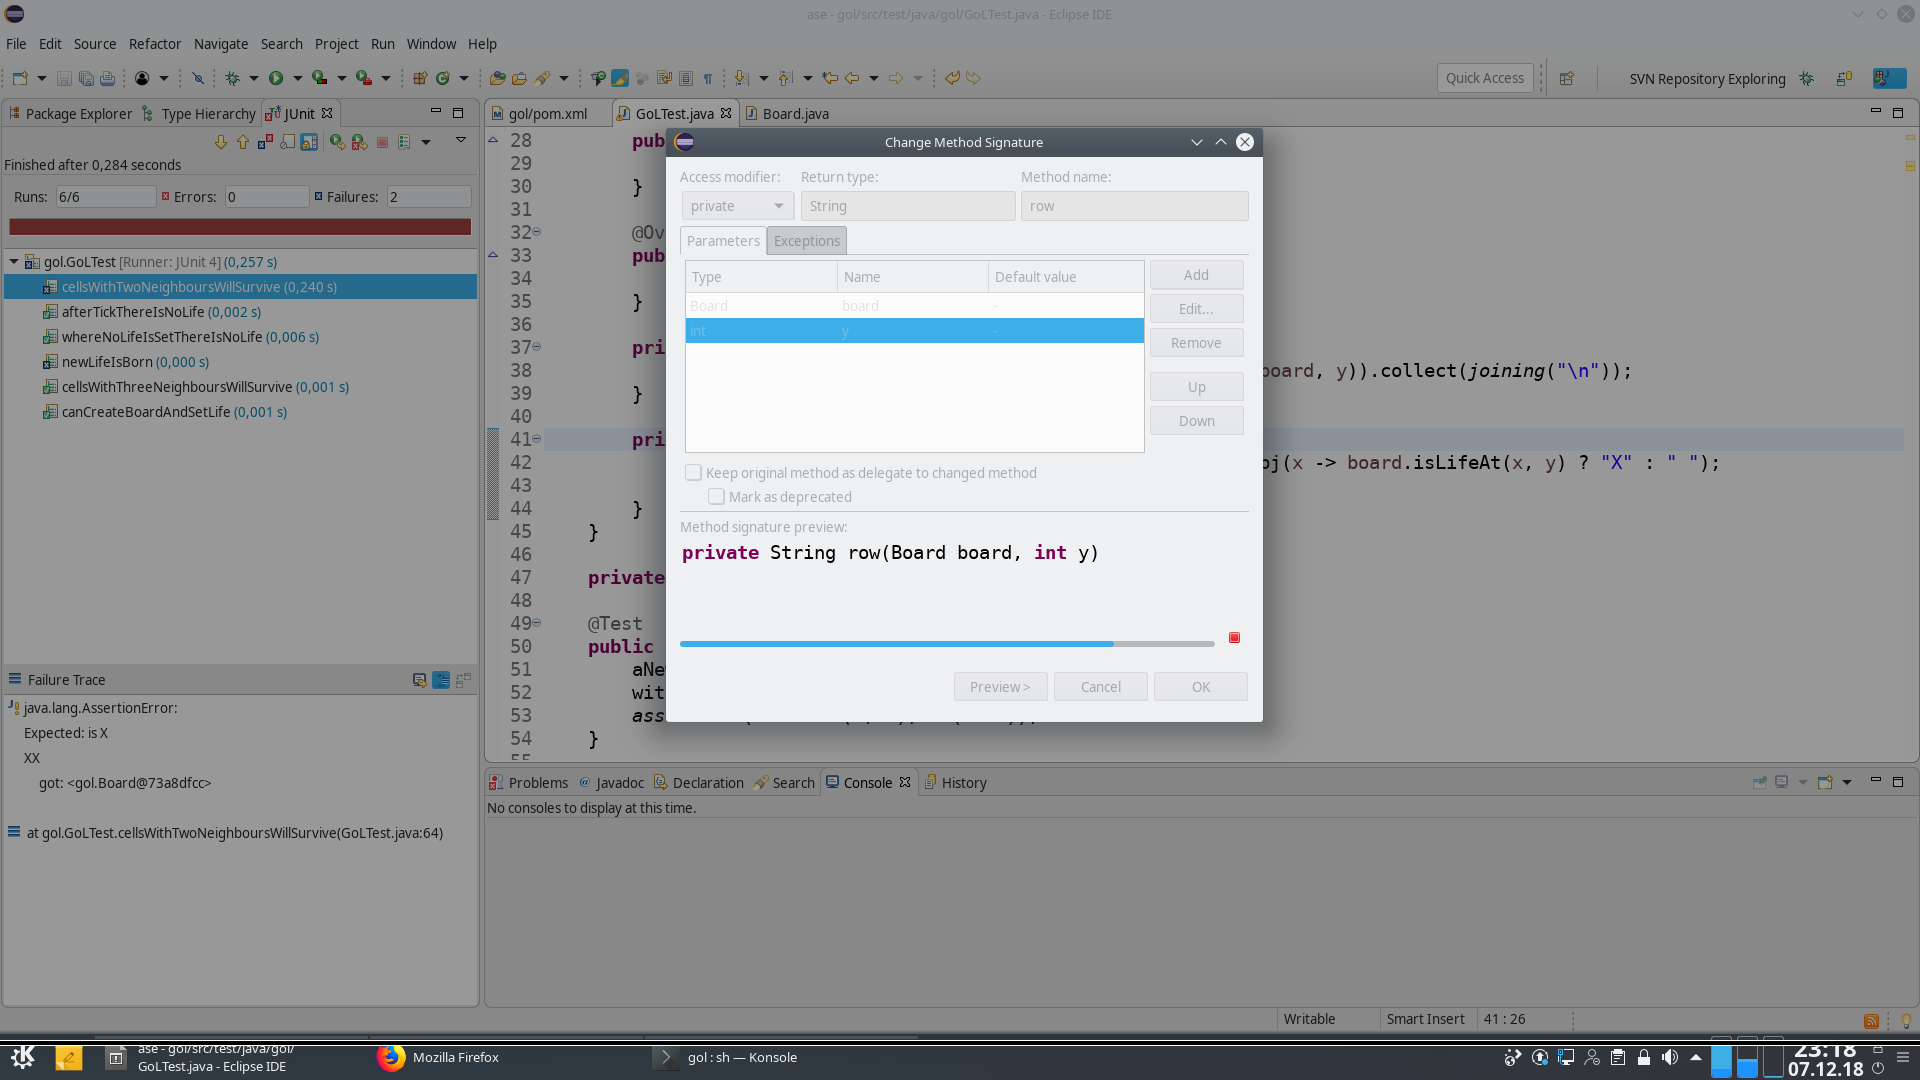 ase - gol/src/test/java/gol/GoLTest.java - Eclipse IDE
File Edit Source Refactor Navigate Search Project Run Window Help
Quick Access
SVN Repository Exploring
Package Explorer Type Hierarchy JUnit
Finished after 0,284 seconds
Runs: 6/6 Errors: 0 Failures: 2
gol.GoLTest [Runner: JUnit 4] (0,257 s)
cellsWithTwoNeighboursWillSurvive (0,240 s)
afterTickThereIsNoLife (0,002 s)
whereNoLifeIsSetThereIsNoLife (0,006 s)
newLifeIsBorn (0,000 s)
cellsWithThreeNeighboursWillSurvive (0,001 s)
canCreateBoardAndSetLife (0,001 s)
Failure Trace
java.lang.AssertionError:
Expected: is X
XX
got: <gol.Board@73a8dfcc>
at gol.GoLTest.cellsWithTwoNeighboursWillSurvive(GoLTest.java:64)
gol/pom.xml GoLTest.java Board.java
28 pub
29
30 }
31
32 @Ov
33 pub
34
35 }
36
37 pri
38 board, y)).collect(joining("\n"));
39 }
40
41 pri
42 bj(x -> board.isLifeAt(x, y) ? "X" : " ");
43
44 }
45 }
46
47 private
48
49 @Test
50 public
51 aNe
52 wit
53 ass
54 }
55
Change Method Signature
Access modifier: Return type: Method name:
private String row
Parameters Exceptions
Type Name Default value
Board board -
int y -
Add
Edit...
Remove
Up
Down
Keep original method as delegate to changed method
Mark as deprecated
Method signature preview:
private String row(Board board, int y)
Preview > Cancel OK
Problems Javadoc Declaration Search Console History
No consoles to display at this time.
Writable Smart Insert 41 : 26
ase - gol/src/test/java/gol/
GoLTest.java - Eclipse IDE
Mozilla Firefox
gol : sh — Konsole
23:18
07.12.18